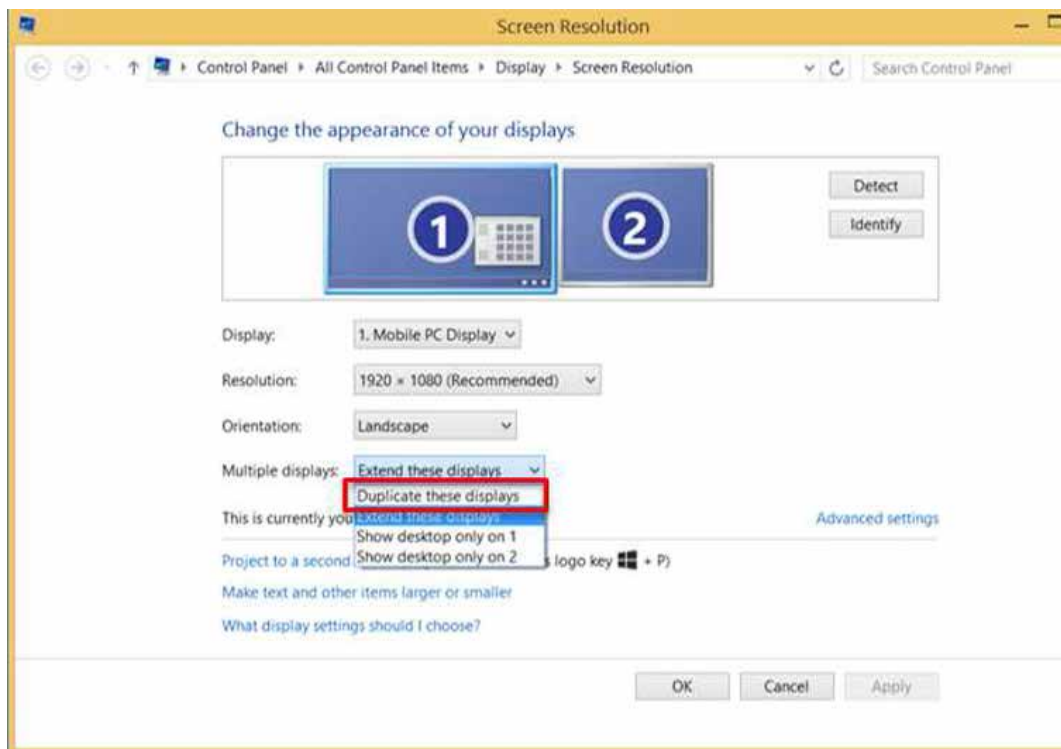 Screen Resolution
Control Panel All Control Panel Items Display Screen Resolution Search Control Panel
Change the appearance of your displays
1 2
Detect
Identify
Display: 1. Mobile PC Display
Resolution: 1920 × 1080 (Recommended)
Orientation: Landscape
Multiple displays: Extend these displays
Duplicate these displays
This is currently you Extend these displays Advanced settings
Show desktop only on 1
Project to a second Show desktop only on 2 s logo key + P)
Make text and other items larger or smaller
What display settings should I choose?
OK Cancel Apply